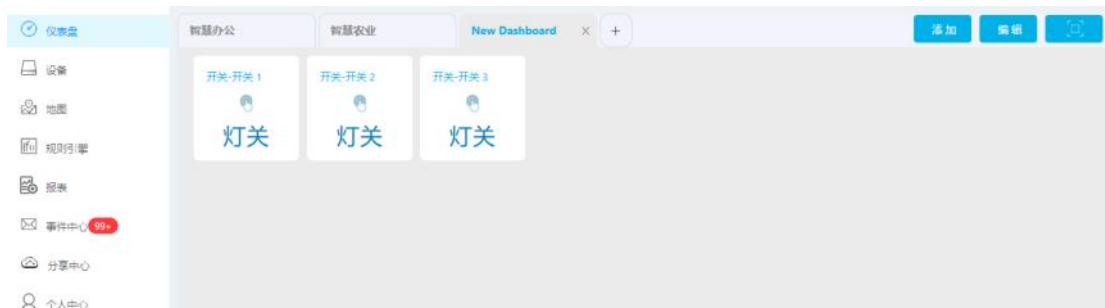 仪表盘
智慧办公
智慧农业
New Dashboard
X
+
添加
编辑
设备
地图
规则引擎
报表
事件中心 99+
分享中心
个人中心
开关-开关 1
开关-开关 2
开关-开关 3
灯关
灯关
灯关